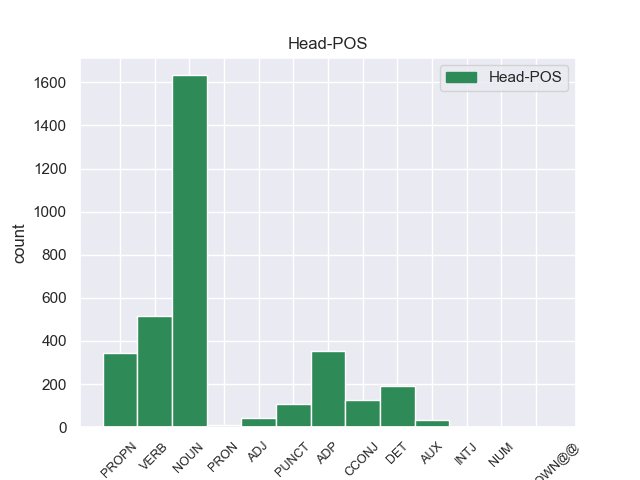 Head-POS
Head-POS
1600
1400
1200
1000
800
600
400
200
0
count
PROPN
VERB
NOUN
PRON
ADJ
PUNCT
ADP
CCONJ
DET
AUX
INTJ
NUM
OWN@@